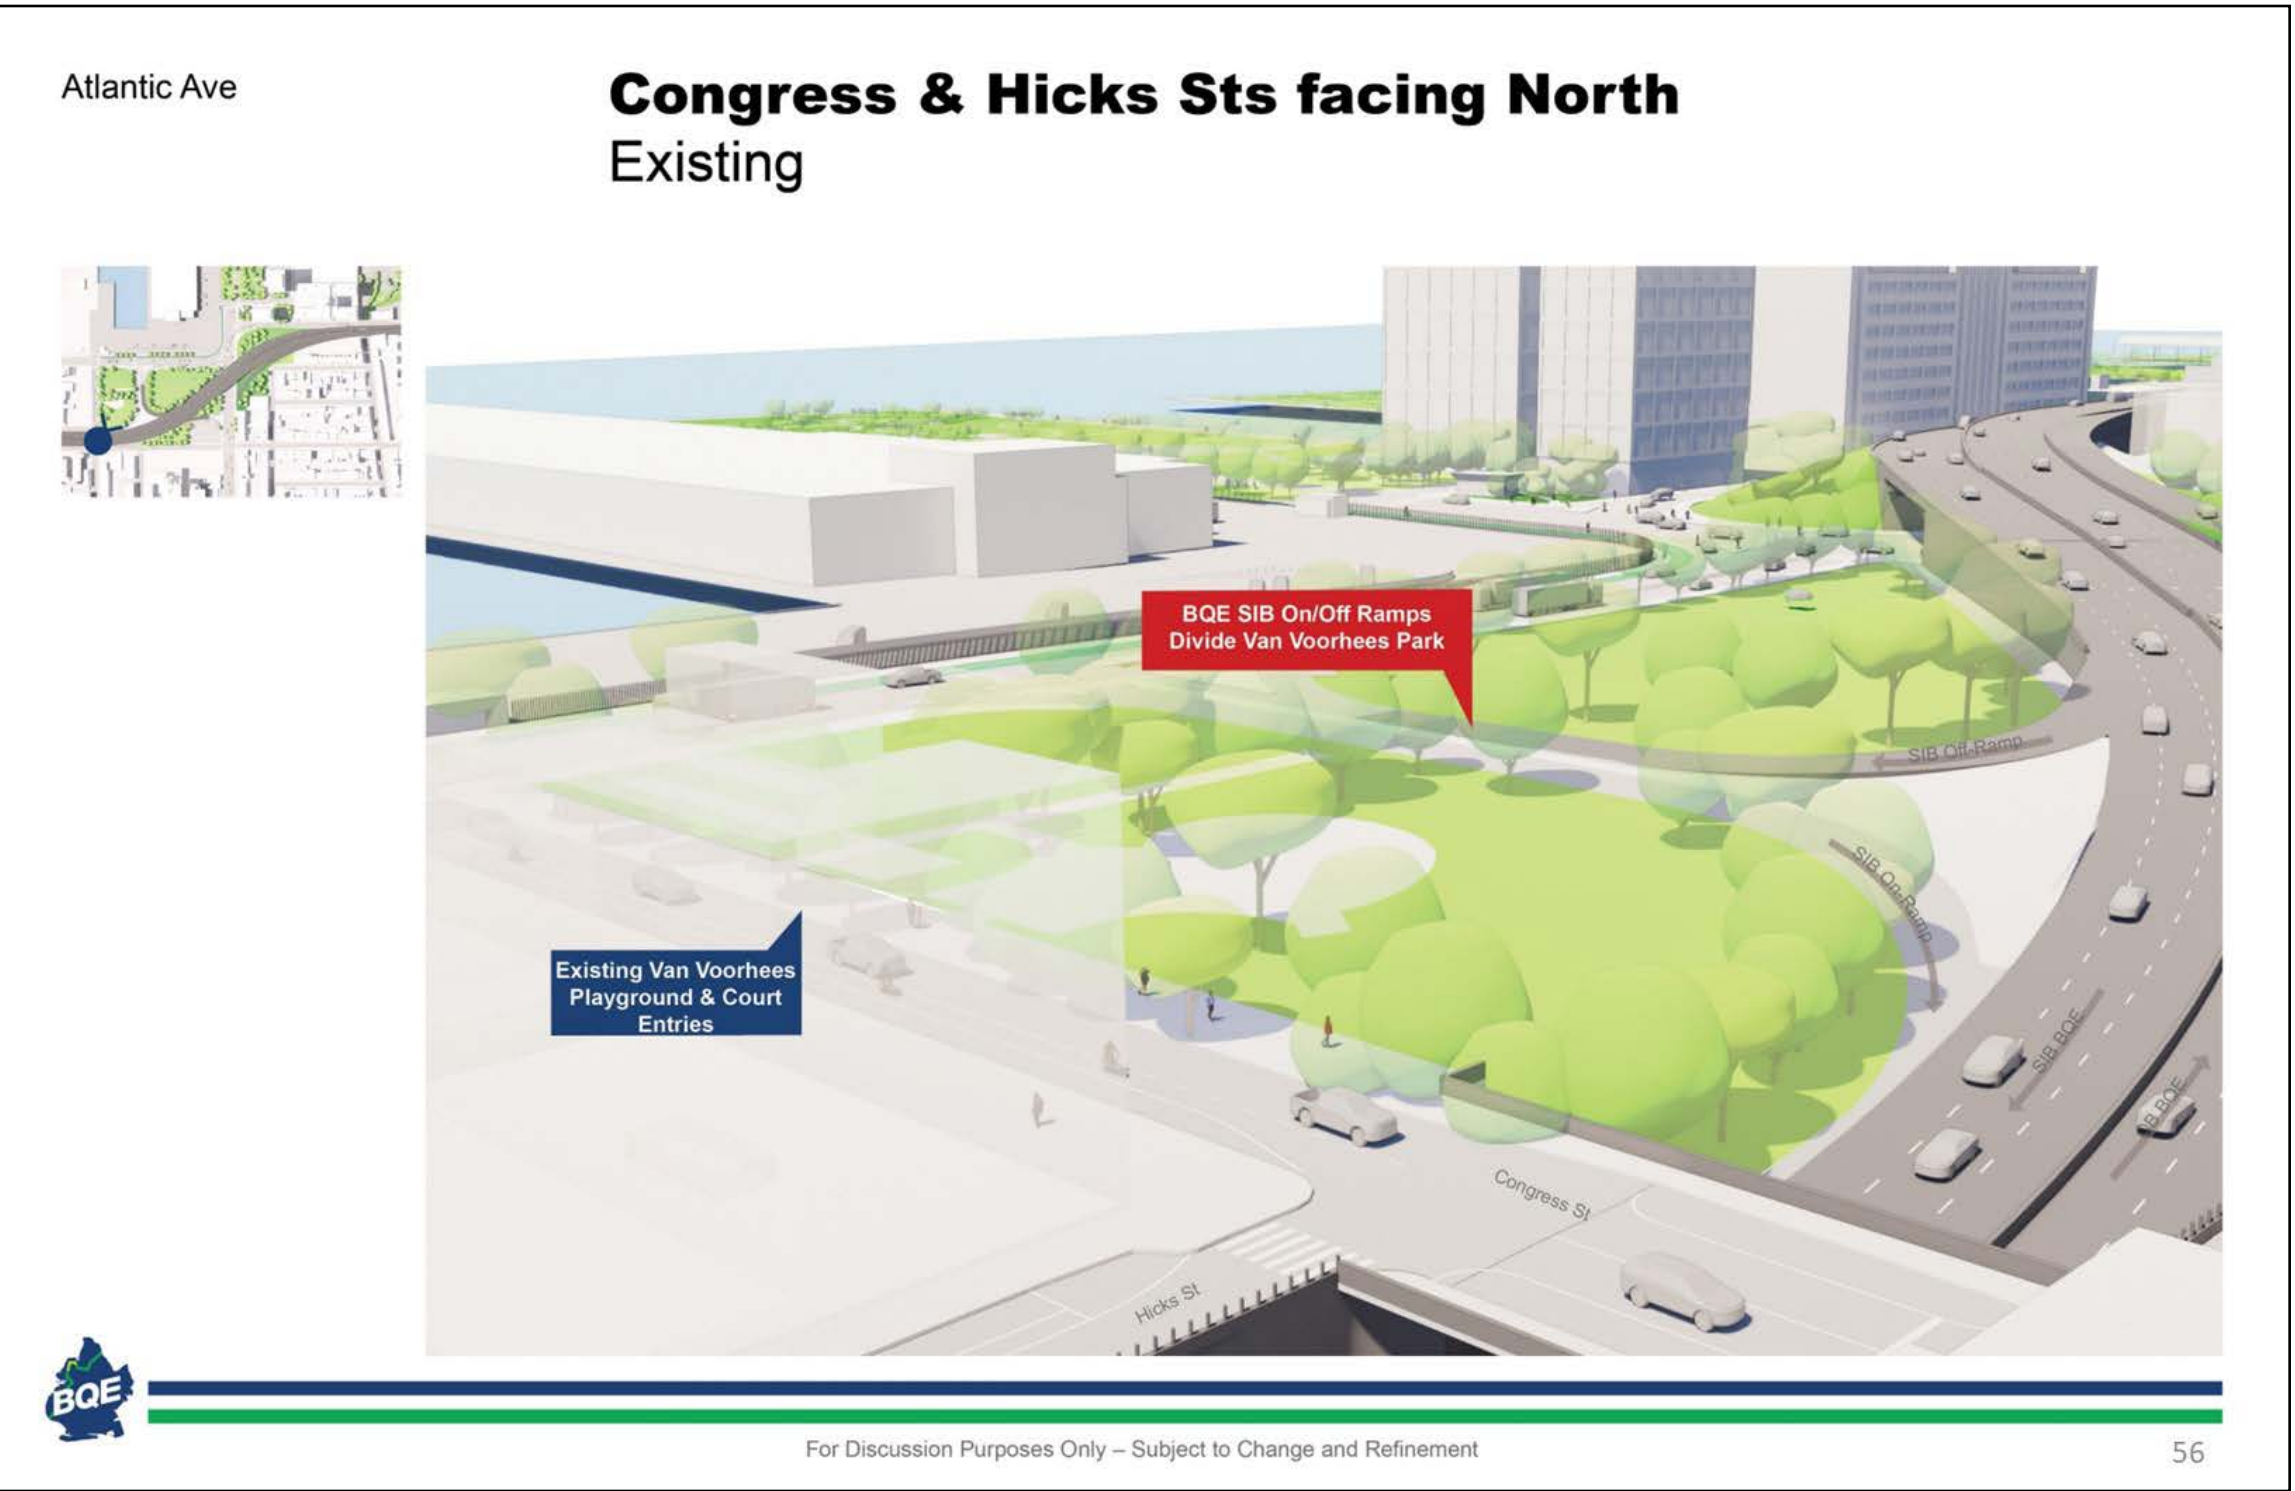 Atlantic Ave
Congress & Hicks Sts facing North
Existing
BQE SIB On/Off Ramps
Divide Van Voorhees Park
SIB Off-Ramp
SIB On-Ramp
Existing Van Voorhees
Playground & Court
Entries
SIB BQE
B BQE
Congress St
Hicks St
BQE
For Discussion Purposes Only – Subject to Change and Refinement
56